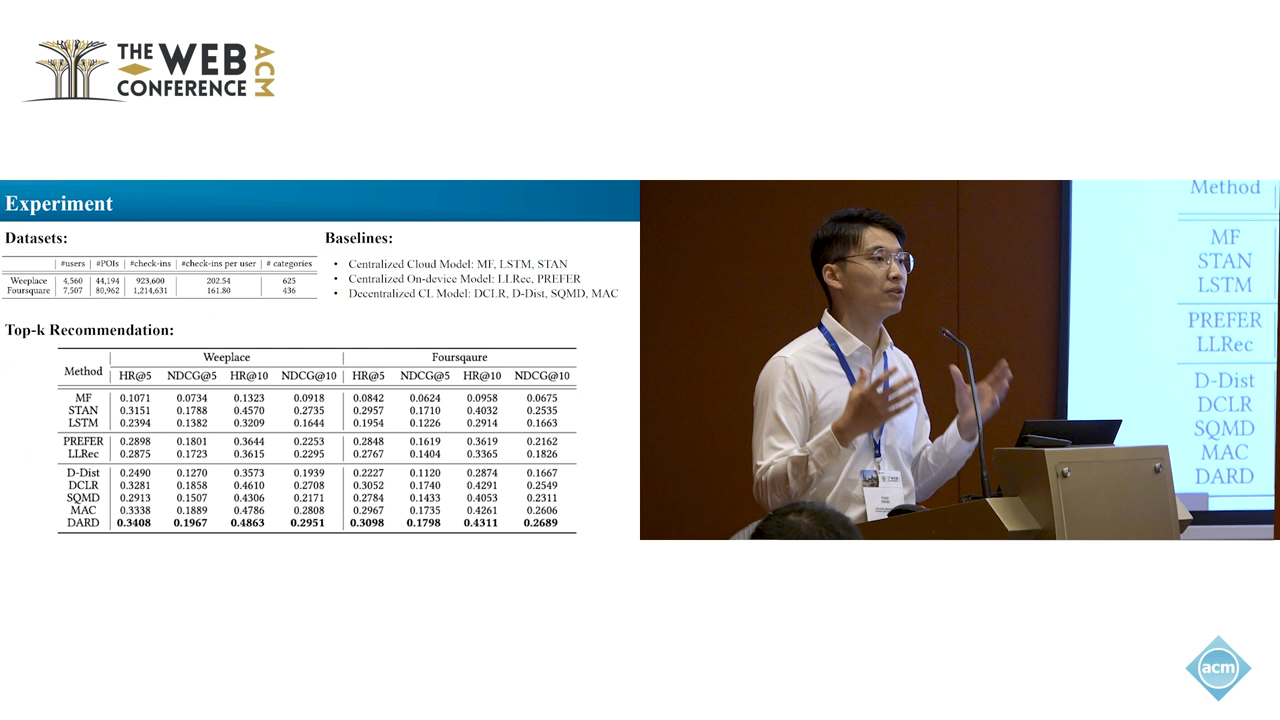 THE WEB
CONFERENCE
ACM
Experiment
Datasets:
#users #POIs #check-ins #check-ins per user # categories
Weeplace 4,560 44,194 923,600 202.54 625
Foursquare 7,507 80,962 1,214,631 161.80 436
Baselines:
• Centralized Cloud Model: MF, LSTM, STAN
• Centralized On-device Model: LLRec, PREFER
• Decentralized CL Model: DCLR, D-Dist, SQMD, MAC
Top-k Recommendation:
Method Weeplace Foursqaure
HR@5 NDCG@5 HR@10 NDCG@10 HR@5 NDCG@5 HR@10 NDCG@10
MF 0.1071 0.0734 0.1323 0.0918 0.0842 0.0624 0.0958 0.0675
STAN 0.3151 0.1788 0.4570 0.2735 0.2957 0.1710 0.4032 0.2535
LSTM 0.2394 0.1382 0.3209 0.1644 0.1954 0.1226 0.2914 0.1663
PREFER 0.2898 0.1801 0.3644 0.2253 0.2848 0.1619 0.3619 0.2162
LLRec 0.2875 0.1723 0.3615 0.2295 0.2767 0.1404 0.3365 0.1826
D-Dist 0.2490 0.1270 0.3573 0.1939 0.2227 0.1120 0.2874 0.1667
DCLR 0.3281 0.1858 0.4610 0.2708 0.3052 0.1740 0.4291 0.2549
SQMD 0.2913 0.1507 0.4306 0.2171 0.2784 0.1433 0.4053 0.2311
MAC 0.3338 0.1889 0.4786 0.2808 0.2967 0.1735 0.4261 0.2606
DARD 0.3408 0.1967 0.4863 0.2951 0.3098 0.1798 0.4311 0.2689
Method
MF
STAN
LSTM
PREFER
LLRec
D-Dist
DCLR
SQMD
MAC
DARD
acm